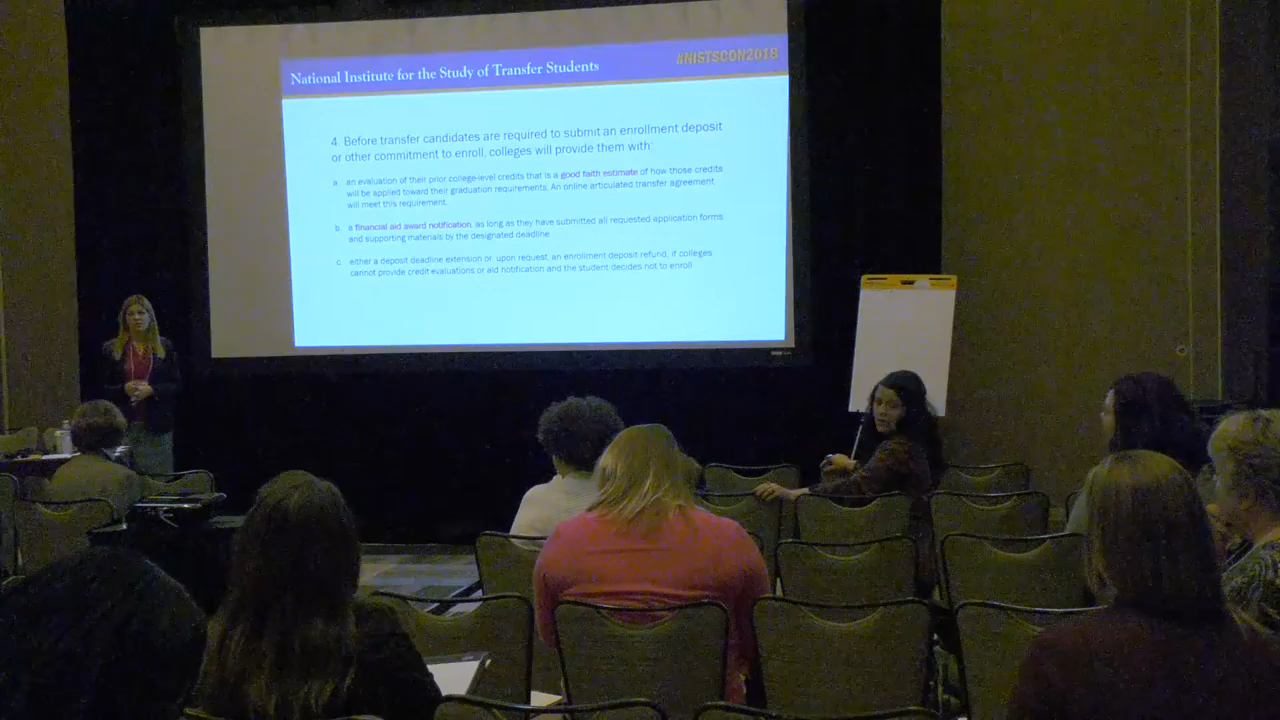 #NISTSCON2018
National Institute for the Study of Transfer Students
4. Before transfer candidates are required to submit an enrollment deposit
or other commitment to enroll, colleges will provide them with:
a an evaluation of their prior college-level credits that is a good faith estimate of how those credits
will be applied toward their graduation requirements. An online articulated transfer agreement
will meet this requirement.
b. a financial aid award notification, as long as they have submitted all requested application forms
and supporting materials by the designated deadline
c either a deposit deadline extension or, upon request, an enrollment deposit refund, if colleges
cannot provide credit evaluations or aid notification and the student decides not to enroll